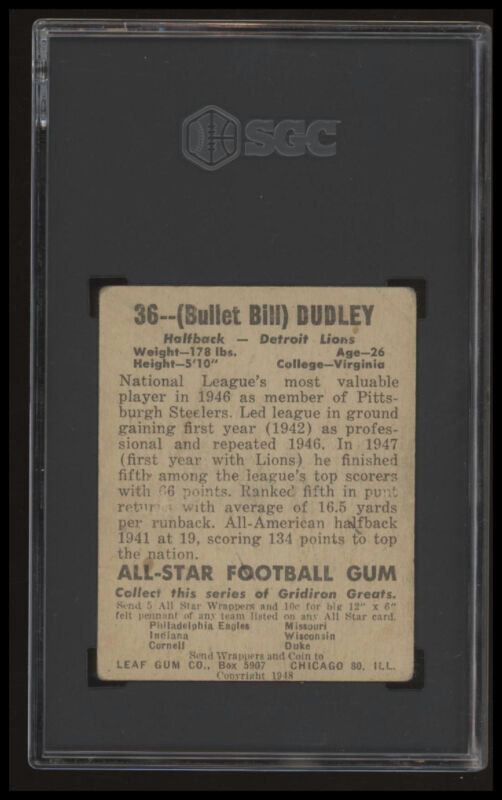 SGC
36--(Bullet Bill) DUDLEY
Halfback — Detroit Lions
Weight—178 lbs. Age—26
Height—5'10" College—Virginia
National League's most valuable
player in 1946 as member of Pitts-
burgh Steelers. Led league in ground
gaining first year (1942) as profes-
sional and repeated 1946. In 1947
(first year with Lions) he finished
fifth among the league's top scorers
with 66 points. Ranked fifth in punt
returns with average of 16.5 yards
per runback. All-American halfback
1941 at 19, scoring 134 points to top
the nation.
ALL-STAR FOOTBALL GUM
Collect this series of Gridiron Greats.
Send 5 All Star Wrappers and 10c for big 12" x 6"
felt pennant of any team listed on any All Star card.
Philadelphia Eagles Missouri
Indiana Wisconsin
Cornell Duke
Send Wrappers and Coin to
LEAF GUM CO., Box 5907 CHICAGO 80, ILL.
Copyright 1948